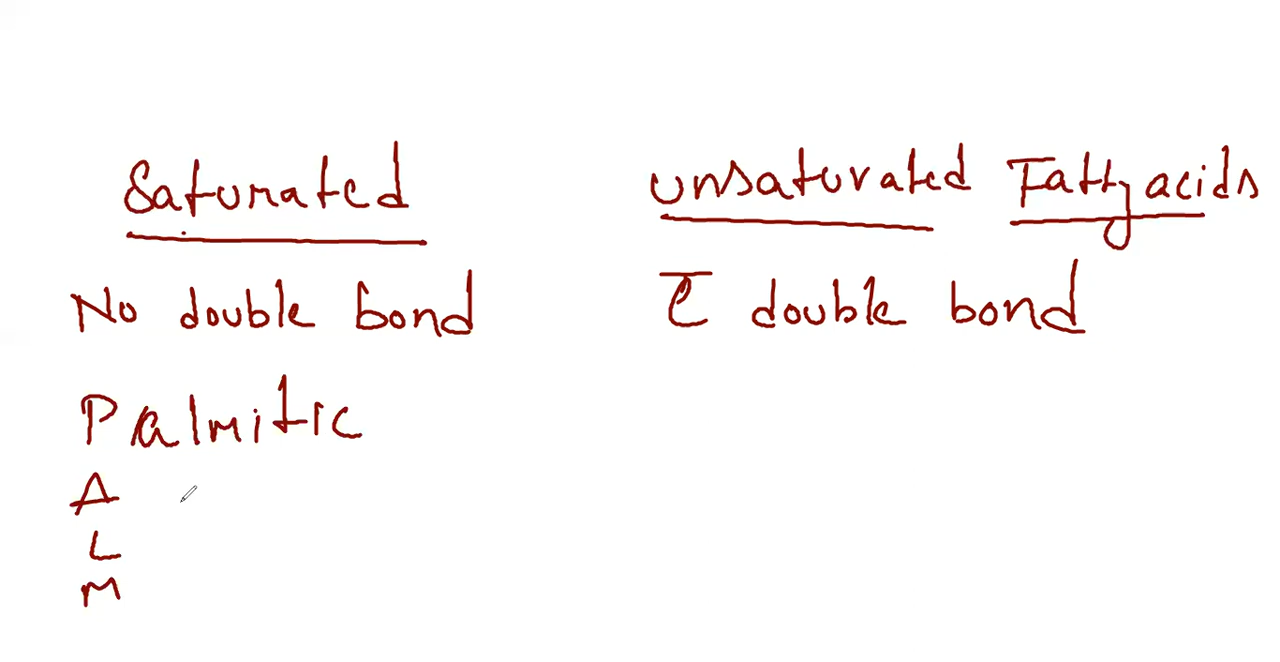 Saturated unsaturated Fatty acids
No double bond c̄ double bond
Palmitic
A
L
M